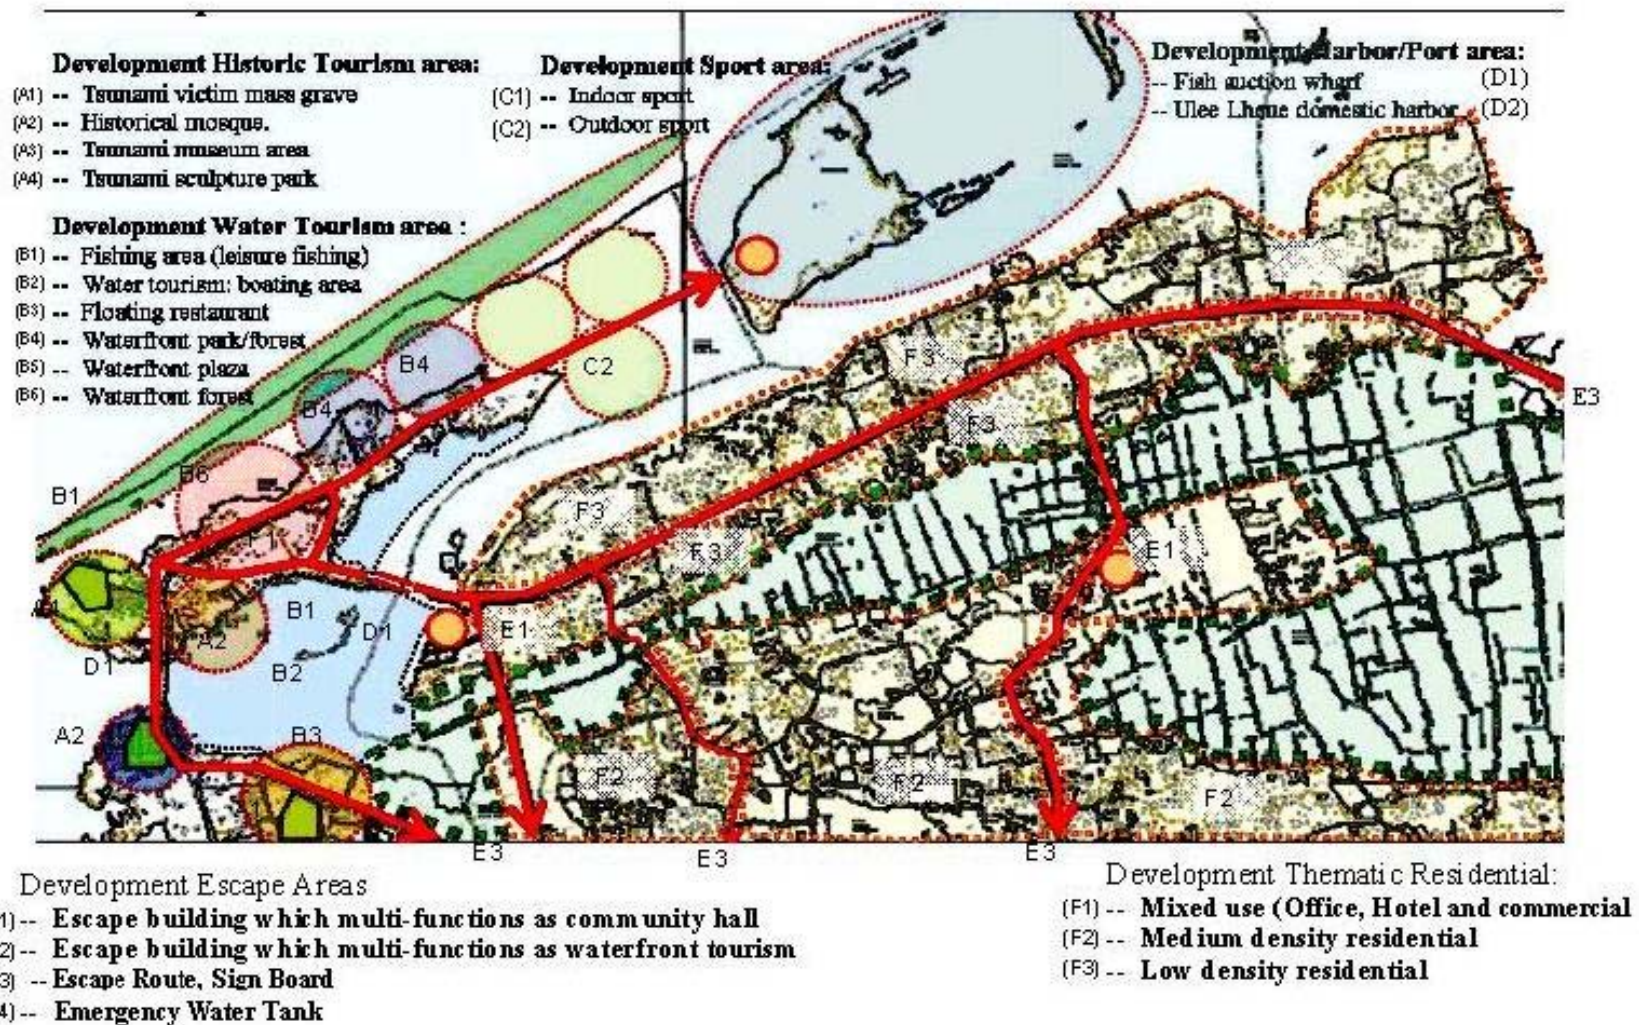 Development Historic Tourism area:
(A1) -- Tsunami victim mass grave
(A2) -- Historical mosque.
(A3) -- Tsunami museum area
(A4) -- Tsunami sculpture park
Development Water Tourism area :
(B1) -- Fishing area (leisure fishing)
(B2) -- Water tourism: boating area
(B3) -- Floating restaurant
(B4) -- Waterfront park/forest
(B5) -- Waterfront plaza
(B6) -- Waterfront forest
Development Sport area:
(C1) -- Indoor sport
(C2) -- Outdoor sport
Development Harbor/Port area:
-- Fish auction wharf (D1)
-- Ulee Lheue domestic harbor (D2)
F3
B4
C2
E3
B4
F3
B6
B1
F3
F1
F3
E1
B1
D1
E1
A2
D1
B2
A2
B3
F2
F2
F2
E3
E3
E3
Development Escape Areas
1) -- Escape building which multi-functions as community hall
2) -- Escape building which multi-functions as waterfront tourism
3) -- Escape Route, Sign Board
4) -- Emergency Water Tank
Development Thematic Residential:
(F1) -- Mixed use (Office, Hotel and commercial
(F2) -- Medium density residential
(F3) -- Low density residential